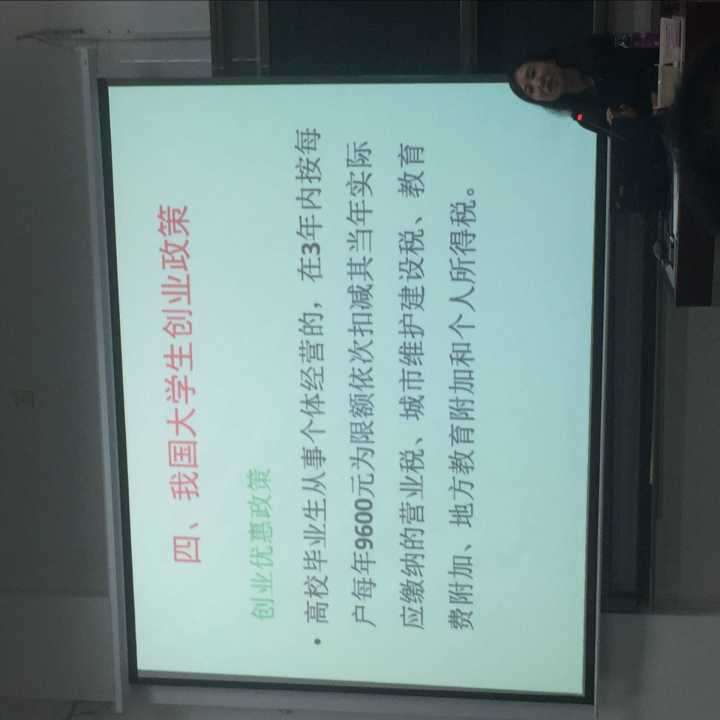 四、我国大学生创业政策
创业优惠政策
• 高校毕业生从事个体经营的，在3年内按每
户每年9600元为限额依次扣减其当年实际
应缴纳的营业税、城市维护建设税、教育
费附加、地方教育附加和个人所得税。